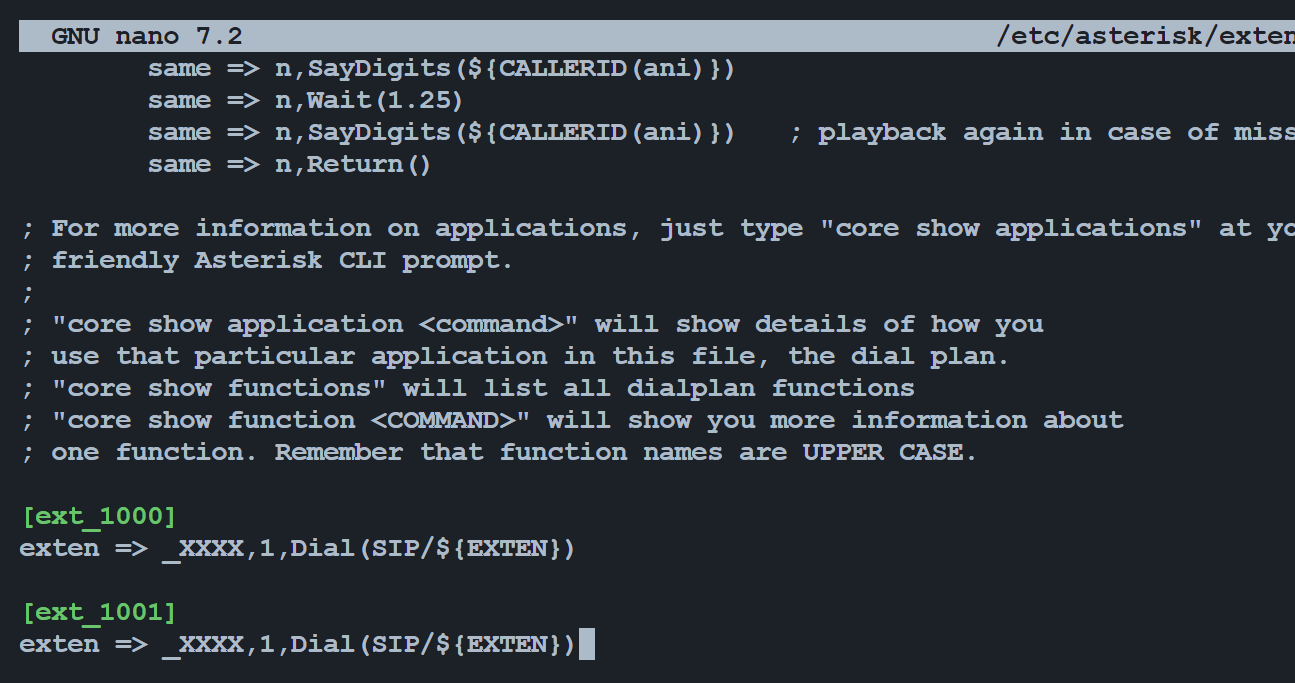 GNU nano 7.2 /etc/asterisk/exten
same => n,SayDigits(${CALLERID(ani)})
same => n,Wait(1.25)
same => n,SayDigits(${CALLERID(ani)}) ; playback again in case of miss
same => n,Return()
; For more information on applications, just type "core show applications" at yo
; friendly Asterisk CLI prompt.
;
; "core show application <command>" will show details of how you
; use that particular application in this file, the dial plan.
; "core show functions" will list all dialplan functions
; "core show function <COMMAND>" will show you more information about
; one function. Remember that function names are UPPER CASE.
[ext_1000]
exten => _XXXX,1,Dial(SIP/${EXTEN})
[ext_1001]
exten => _XXXX,1,Dial(SIP/${EXTEN})